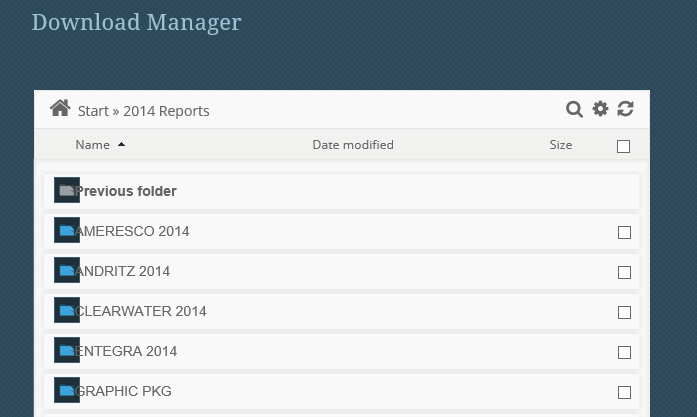 Download Manager
Start » 2014 Reports
Name Date modified Size
Previous folder
AMERESCO 2014
ANDRITZ 2014
CLEARWATER 2014
ENTEGRA 2014
GRAPHIC PKG